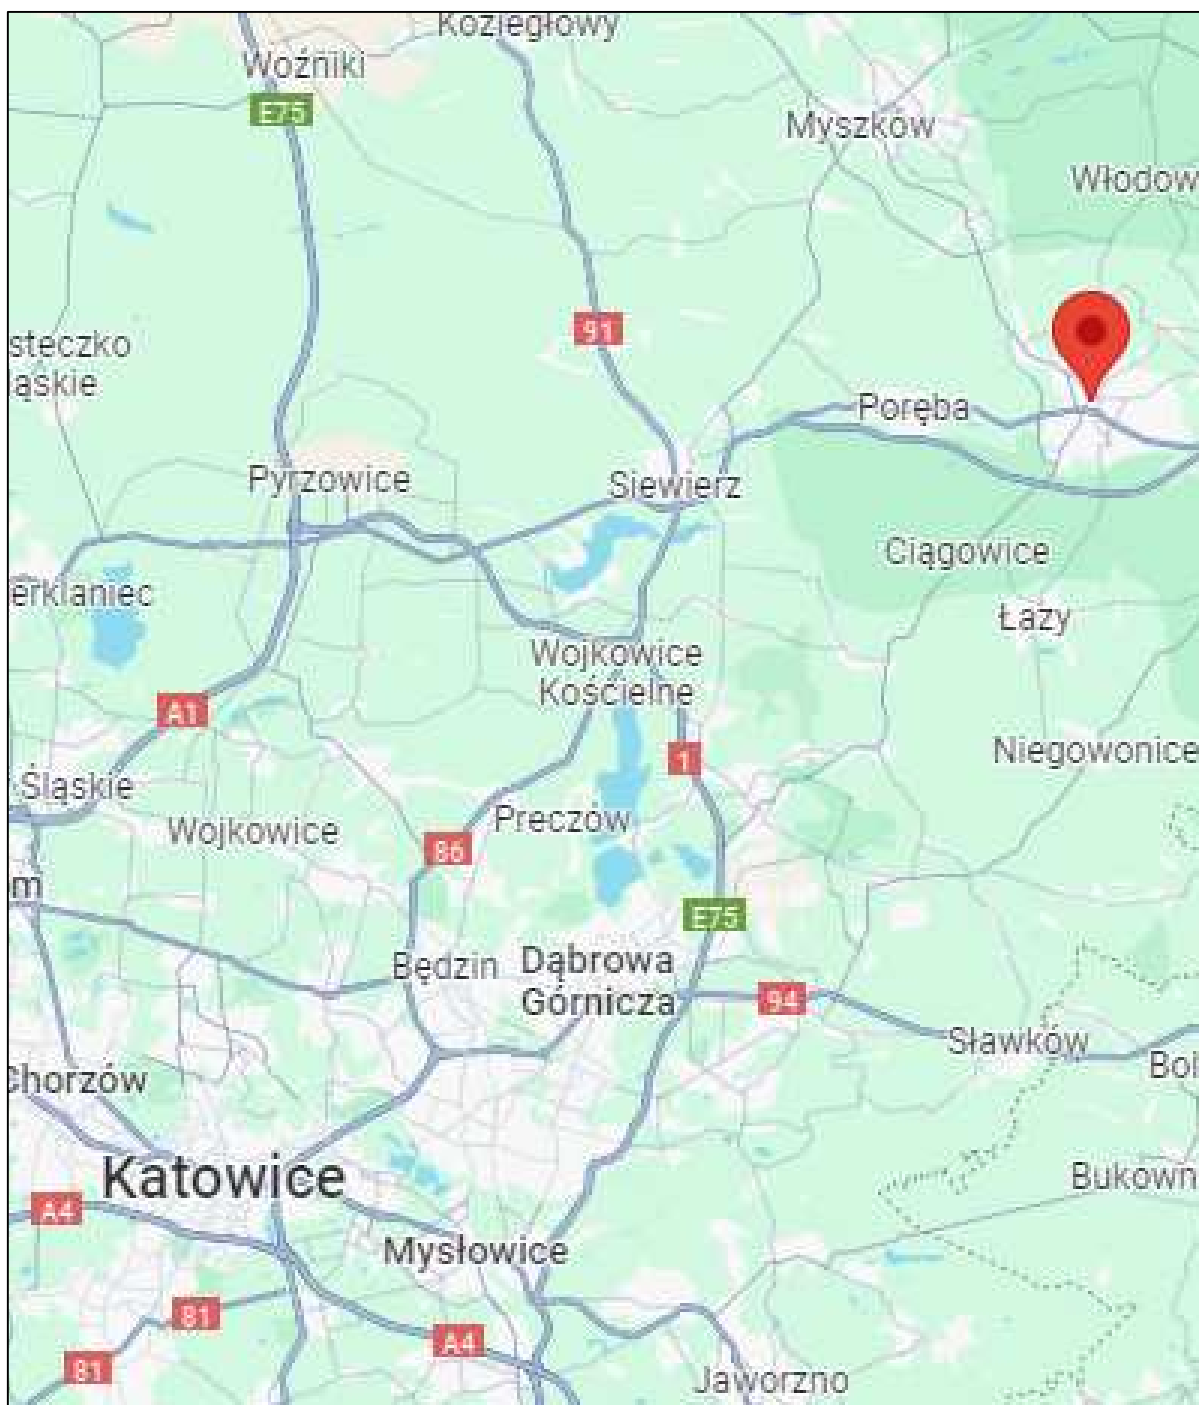 Koziegłowy
Woźniki
E75
Myszków
Włodow
91
steczko
ląskie
Poręba
Pyrzowice
Siewierz
Ciągowice
erklaniec
Łazy
Wojkowice
Kościelne
A1
1
Niegowonice
Śląskie
Preczów
Wojkowice
86
om
E75
Będzin
Dąbrowa
Górnicza
94
Sławków
Chorzów
Bol
Katowice
Bukown
A4
Mysłowice
81
A4
81
Jaworzno